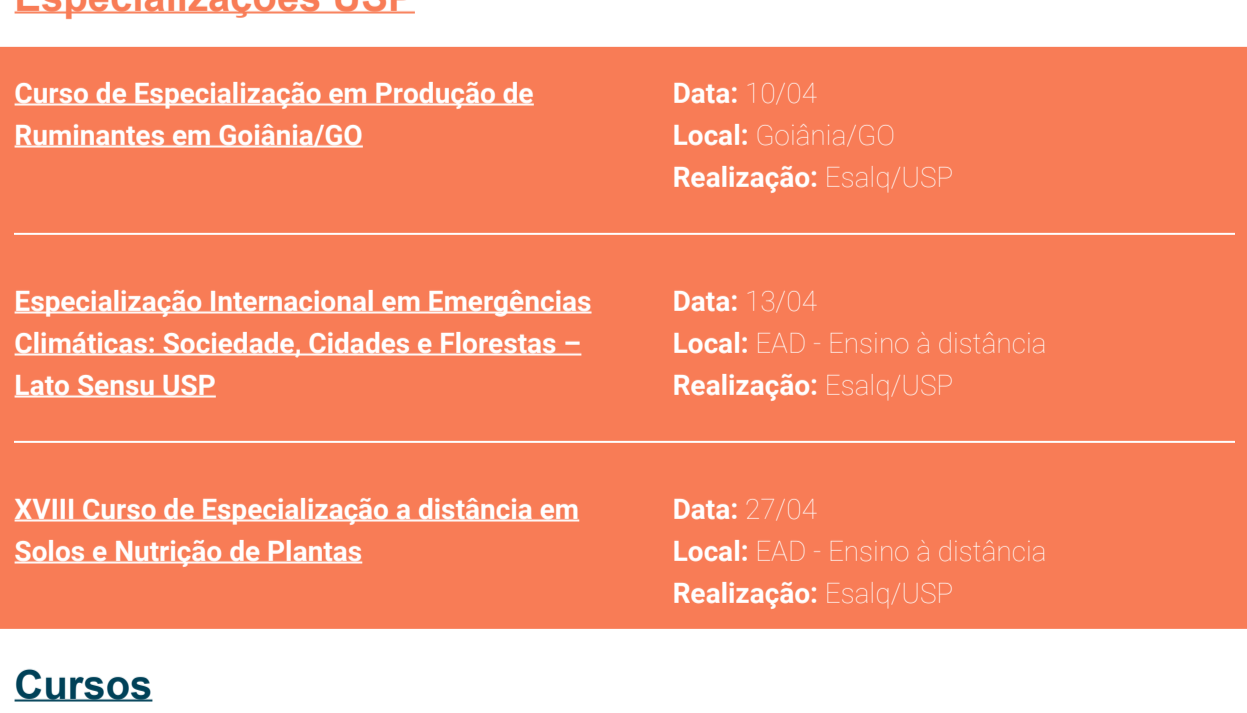 Especializações USP
Curso de Especialização em Produção de
Ruminantes em Goiânia/GO
Data: 10/04
Local: Goiânia/GO
Realização: Esalq/USP
Especialização Internacional em Emergências
Climáticas: Sociedade, Cidades e Florestas –
Lato Sensu USP
Data: 13/04
Local: EAD - Ensino à distância
Realização: Esalq/USP
XVIII Curso de Especialização a distância em
Solos e Nutrição de Plantas
Data: 27/04
Local: EAD - Ensino à distância
Realização: Esalq/USP
Cursos